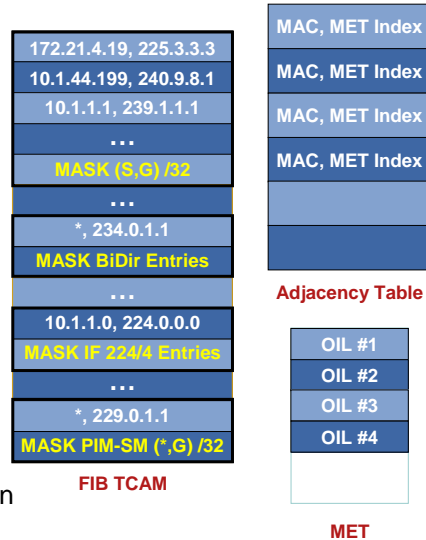 172.21.4.19, 225.3.3.3
10.1.44.199, 240.9.8.1
10.1.1.1, 239.1.1.1
...
MASK (S,G) /32
...
*, 234.0.1.1
MASK BiDir Entries
...
10.1.1.0, 224.0.0.0
MASK IF 224/4 Entries
...
*, 229.0.1.1
MASK PIM-SM (*,G) /32
FIB TCAM
n
MAC, MET Index
MAC, MET Index
MAC, MET Index
MAC, MET Index
Adjacency Table
OIL #1
OIL #2
OIL #3
OIL #4
MET